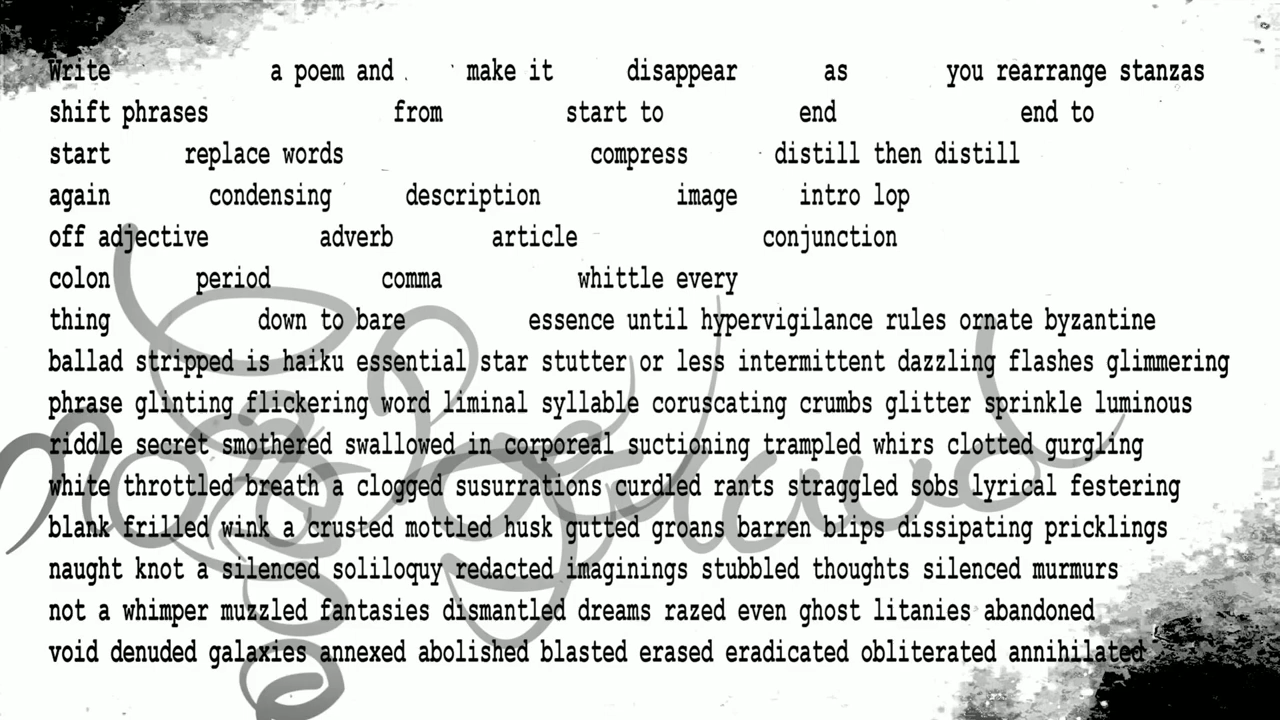 Write a poem and make it disappear as you rearrange stanzas
shift phrases from start to end end to
start replace words compress distill then distill
again condensing description image intro lop
off adjective adverb article conjunction
colon period comma whittle every
thing down to bare essence until hypervigilance rules ornate byzantine
ballad stripped is haiku essential star stutter or less intermittent dazzling flashes glimmering
phrase glinting flickering word liminal syllable coruscating crumbs glitter sprinkle luminous
riddle secret smothered swallowed in corporeal suctioning trampled whirs clotted gurgling
white throttled breath a clogged susurrations curdled rants straggled sobs lyrical festering
blank frilled wink a crusted mottled husk gutted groans barren blips dissipating pricklings
naught knot a silenced soliloquy redacted imaginings stubbled thoughts silenced murmurs
not a whimper muzzled fantasies dismantled dreams razed even ghost litanies abandoned
void denuded galaxies annexed abolished blasted erased eradicated obliterated annihilated